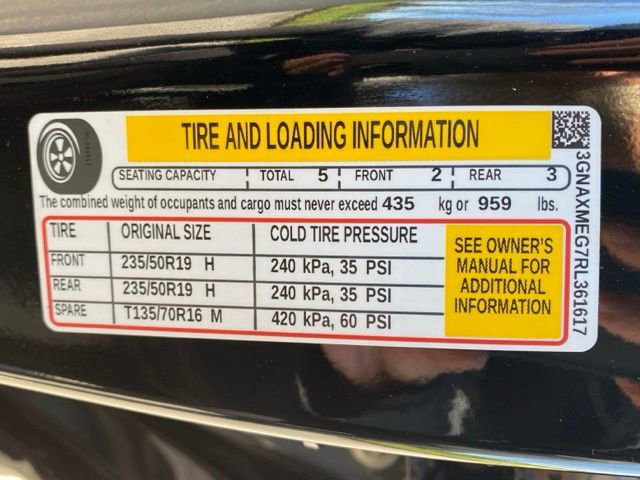 TIRE AND LOADING INFORMATION
SEATING CAPACITY TOTAL 5 FRONT 2 REAR 3
The combined weight of occupants and cargo must never exceed 435 kg or 959 lbs.
TIRE ORIGINAL SIZE COLD TIRE PRESSURE
FRONT 235/50R19 H 240 kPa, 35 PSI
REAR 235/50R19 H 240 kPa, 35 PSI
SPARE T135/70R16 M 420 kPa, 60 PSI
SEE OWNER'S
MANUAL FOR
ADDITIONAL
INFORMATION
3GNAXMEG7RL361617